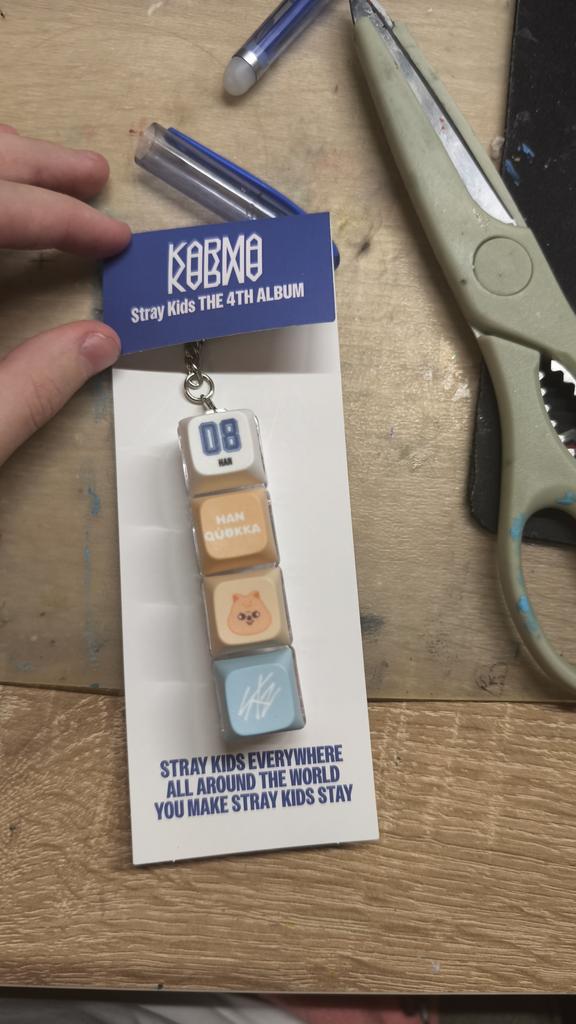 KARMA
Stray Kids THE 4TH ALBUM
08
HAN
HAN
QUOKKA
SKZ
STRAY KIDS EVERYWHERE
ALL AROUND THE WORLD
YOU MAKE STRAY KIDS STAY